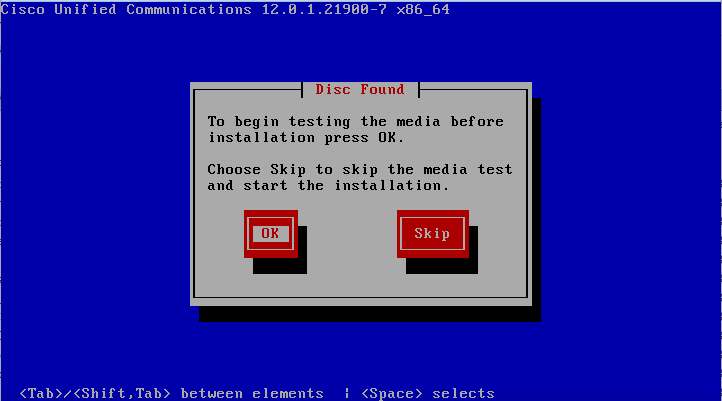 Cisco Unified Communications 12.0.1.21900-7 x86_64
Disc Found
To begin testing the media before
installation press OK.
Choose Skip to skip the media test
and start the installation.
OK Skip
<Tab>/<Shift,Tab> between elements | <Space> selects